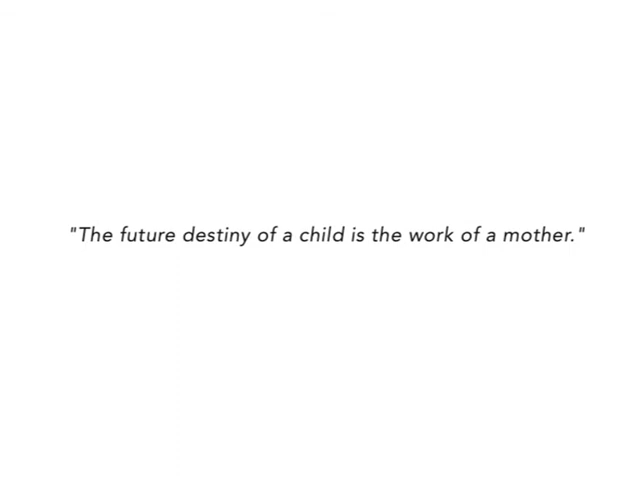 "The future destiny of a child is the work of a mother."